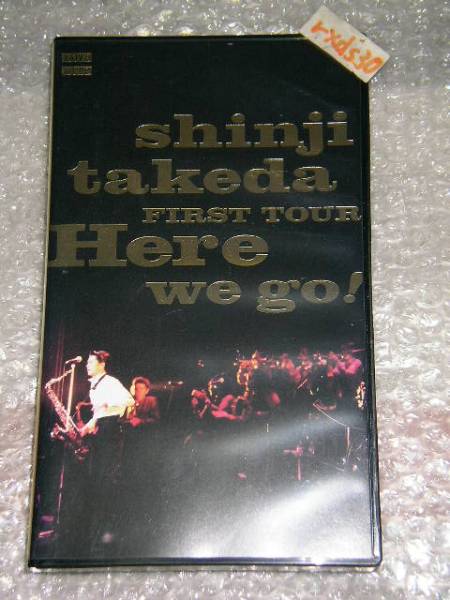 shinji
takeda
FIRST TOUR
Here
we go!